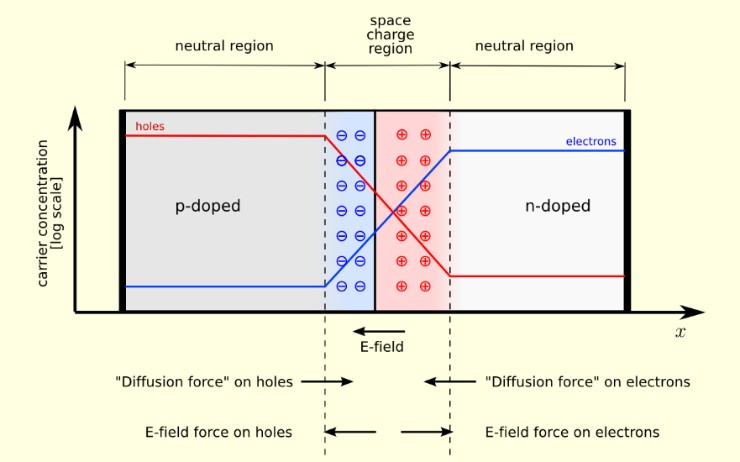 space
charge
region
neutral region
neutral region
holes
electrons
carrier concentration
[log scale]
p-doped
n-doped
x
E-field
"Diffusion force" on holes
"Diffusion force" on electrons
E-field force on holes
E-field force on electrons